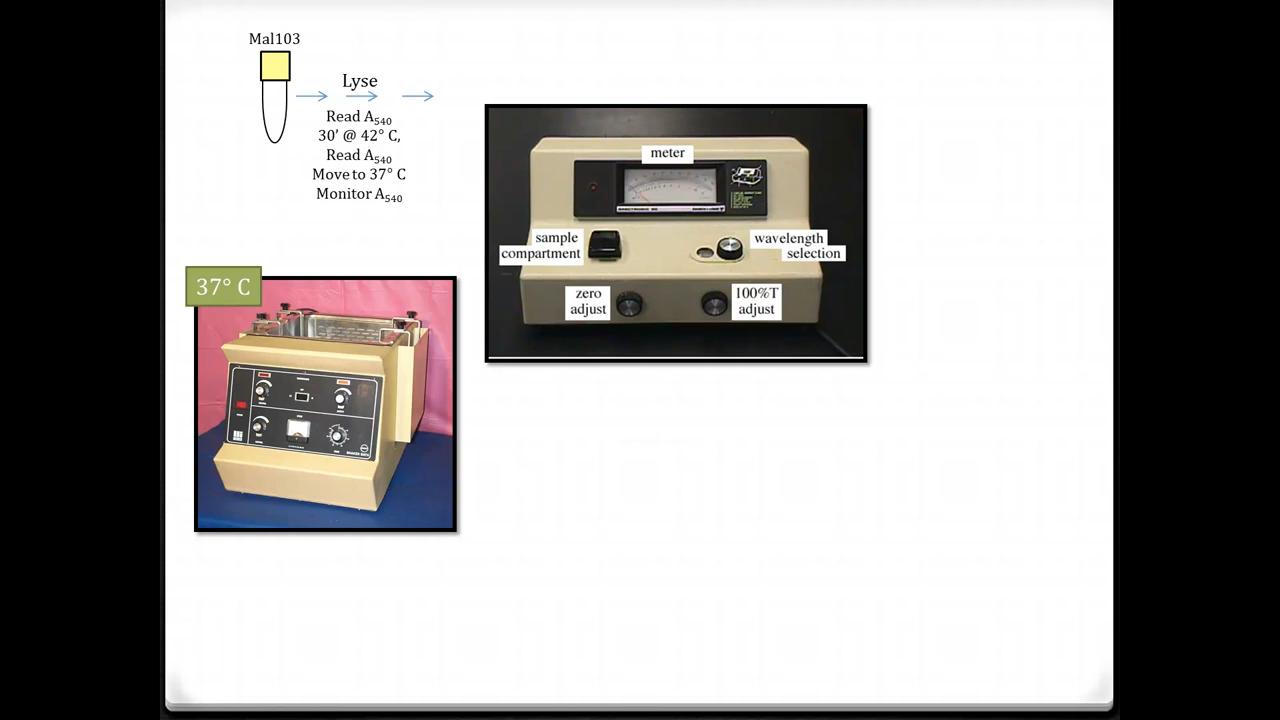 Mal103
Lyse
Read A₅₄₀
30’ @ 42° C,
Read A₅₄₀
Move to 37° C
Monitor A₅₄₀
meter
sample
compartment
wavelength
selection
zero
adjust
100%T
adjust
37° C